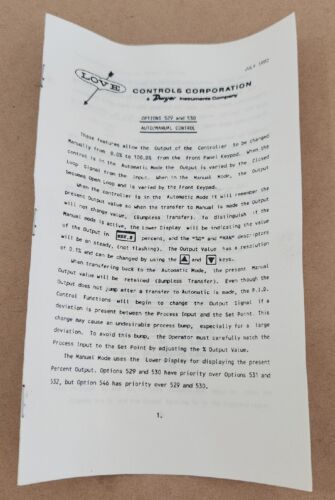 JULY 1992
LOVE
CONTROLS CORPORATION
A Dwyer Instruments Company
OPTIONS 529 and 530
AUTO/MANUAL CONTROL
These features allow the Output of the Controller to be changed
Manually from 0.0% to 100.0% from the Front Panel Keypad. When the
Control is in the Automatic Mode the Output is varied by the Closed
Loop Signal from the Input. When in the Manual Mode, the Output
becomes Open Loop and is varied by the Front Keypad.
When the controller is in the Automatic Mode it will remember the
present Output Value so when the transfer to Manual is made the Output
will not change value, (Bumpless Transfer). To distinguish if the
Manual mode is active, the Lower Display will be indicating the value
of the Output in percent, and the "%O" and "MAN" descriptors
will be on steady, (not flashing). The Output Value has a resolution
of 0.1% and can be changed by using the ▲ and ▼ keys.
When transferring back to the Automatic Mode, the present Manual
Output value will be retained (Bumpless Transfer). Even though the
Output does not jump after a transfer to Automatic is made, the P.I.D.
Control Functions will begin to change the Output Signal if a
deviation is present between the Process Input and the Set Point. This
change may cause an undesirable process bump, especially for a large
deviation. To avoid this bump, the Operator must carefully match the
Process Input to the Set Point by adjusting the % Output Value.
The Manual Mode uses the Lower Display for displaying the present
Percent Output. Options 529 and 530 have priority over Options 531 and
532, but Option 546 has priority over 529 and 530.
1.